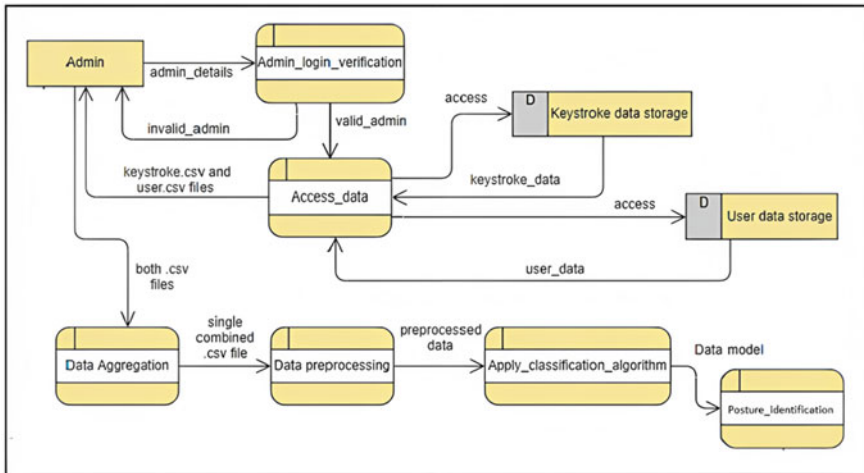 Admin
admin_details
Admin_login_verification
invalid_admin
valid_admin
access
D
Keystroke data storage
keystroke.csv and
user.csv files
Access_data
keystroke_data
access
D
User data storage
user_data
both .csv
files
single
combined
.csv file
preprocessed
data
Data model
Data Aggregation
Data preprocessing
Apply_classification_algorithm
Posture_identification